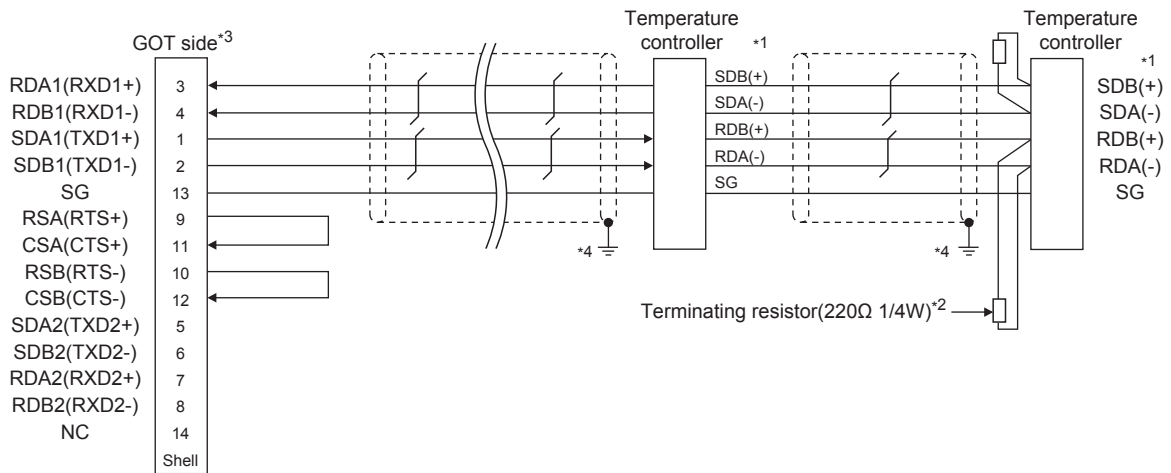 GOT side*3
Temperature
controller
*1
Temperature
controller
*1
RDA1(RXD1+) 3
RDB1(RXD1-) 4
SDA1(TXD1+) 1
SDB1(TXD1-) 2
SG 13
RSA(RTS+) 9
CSA(CTS+) 11
RSB(RTS-) 10
CSB(CTS-) 12
SDA2(TXD2+) 5
SDB2(TXD2-) 6
RDA2(RXD2+) 7
RDB2(RXD2-) 8
NC 14
Shell
*4
SDB(+)
SDA(-)
RDB(+)
RDA(-)
SG
*4
SDB(+)
SDA(-)
RDB(+)
RDA(-)
SG
Terminating resistor(220Ω 1/4W)*2